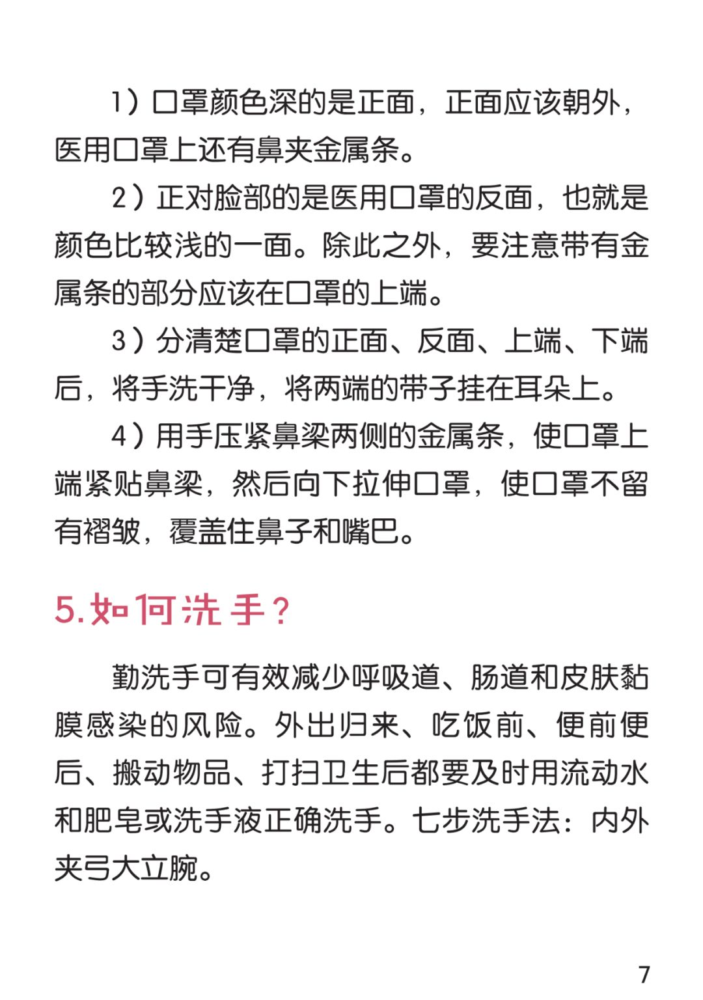 1）口罩颜色深的是正面，正面应该朝外，
医用口罩上还有鼻夹金属条。
2）正对脸部的是医用口罩的反面，也就是
颜色比较浅的一面。除此之外，要注意带有金
属条的部分应该在口罩的上端。
3）分清楚口罩的正面、反面、上端、下端
后，将手洗干净，将两端的带子挂在耳朵上。
4）用手压紧鼻梁两侧的金属条，使口罩上
端紧贴鼻梁，然后向下拉伸口罩，使口罩不留
有褶皱，覆盖住鼻子和嘴巴。
5.如何洗手？
勤洗手可有效减少呼吸道、肠道和皮肤黏
膜感染的风险。外出归来、吃饭前、便前便
后、搬动物品、打扫卫生后都要及时用流动水
和肥皂或洗手液正确洗手。七步洗手法：内外
夹弓大立腕。
7